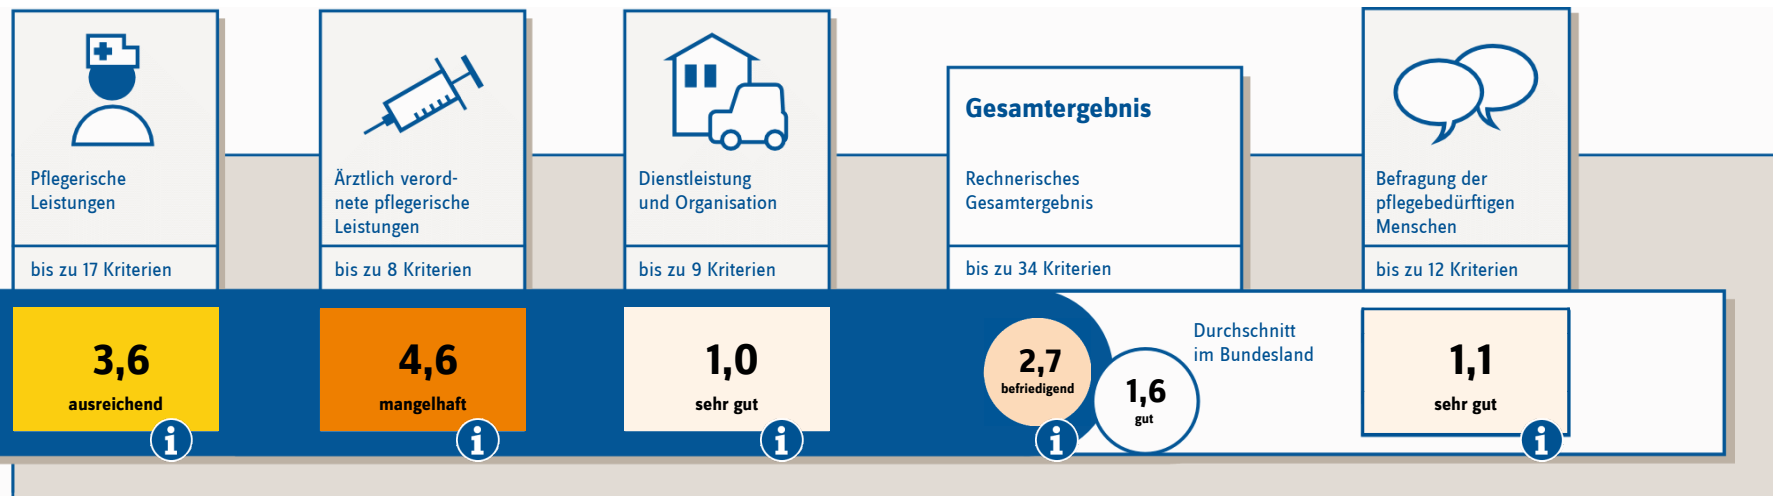 Pflegerische
Leistungen
bis zu 17 Kriterien
3,6
ausreichend
i
Ärztlich verord-
nete pflegerische
Leistungen
bis zu 8 Kriterien
4,6
mangelhaft
i
Dienstleistung
und Organisation
bis zu 9 Kriterien
1,0
sehr gut
i
Gesamtergebnis
Rechnerisches
Gesamtergebnis
bis zu 34 Kriterien
2,7
befriedigend
i
1,6
gut
Durchschnitt
im Bundesland
Befragung der
pflegebedürftigen
Menschen
bis zu 12 Kriterien
1,1
sehr gut
i